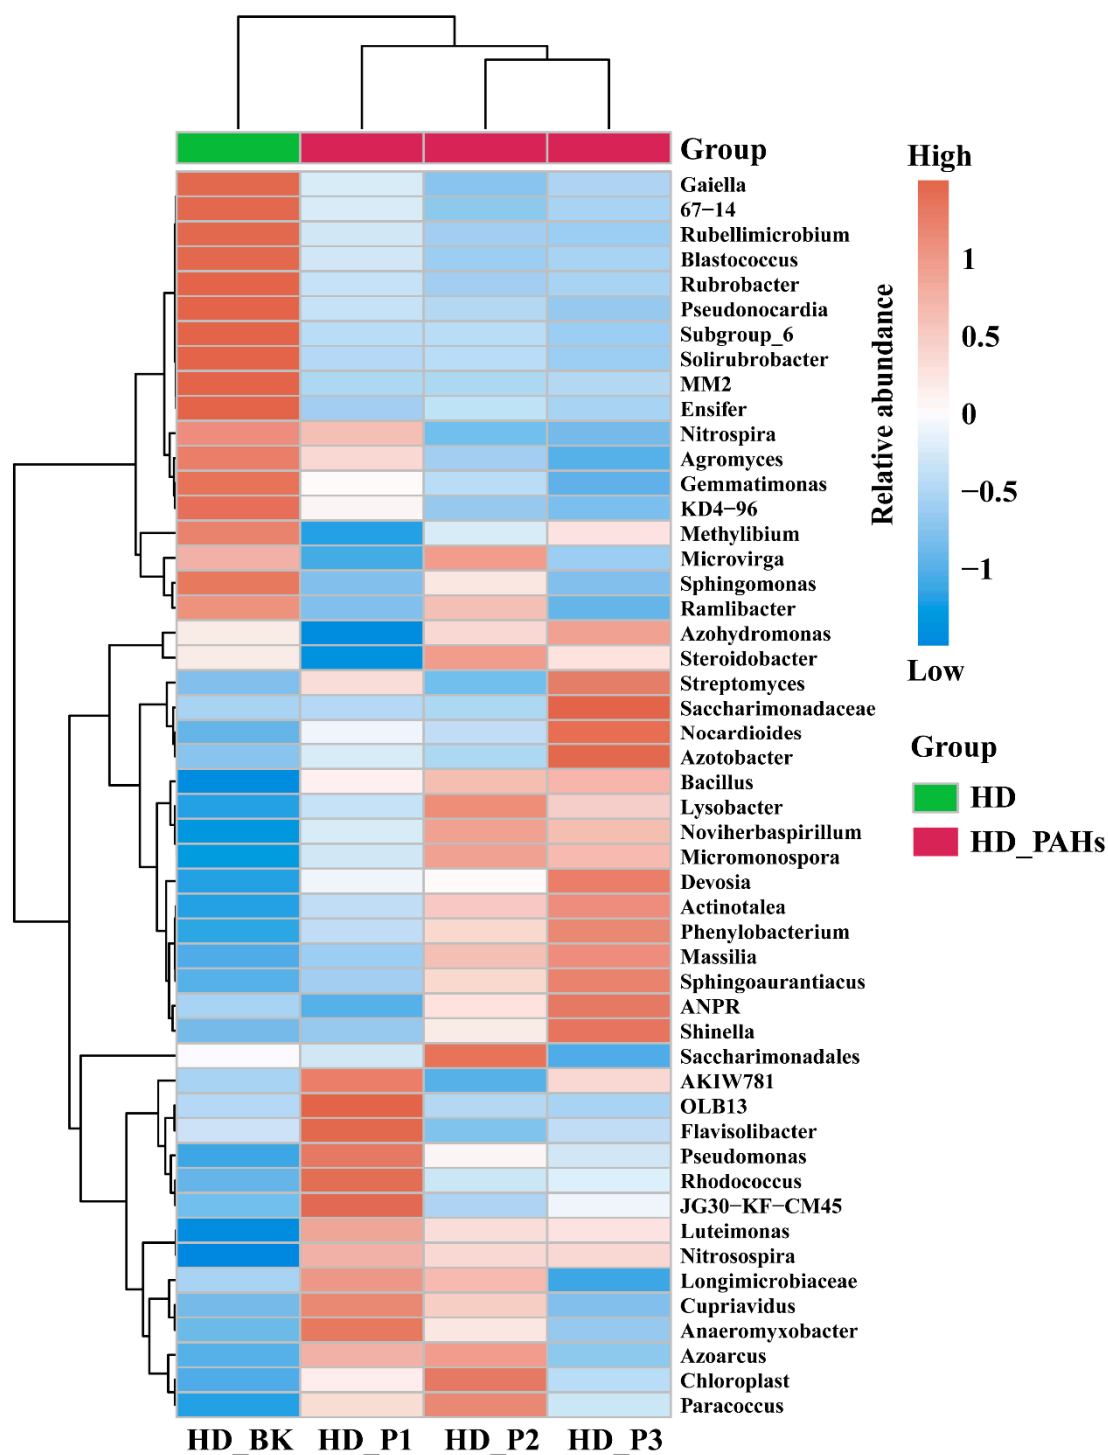 Group
Gaiella
67−14
Rubellimicrobium
Blastococcus
Rubrobacter
Pseudonocardia
Subgroup_6
Solirubrobacter
MM2
Ensifer
Nitrospira
Agromyces
Gemmatimonas
KD4−96
Methylibium
Microvirga
Sphingomonas
Ramlibacter
Azohydromonas
Steroidobacter
Streptomyces
Saccharimonadaceae
Nocardioides
Azotobacter
Bacillus
Lysobacter
Noviherbaspirillum
Micromonospora
Devosia
Actinotalea
Phenylobacterium
Massilia
Sphingoaurantiacus
ANPR
Shinella
Saccharimonadales
AKIW781
OLB13
Flavisolibacter
Pseudomonas
Rhodococcus
JG30−KF−CM45
Luteimonas
Nitrosospira
Longimicrobiaceae
Cupriavidus
Anaeromyxobacter
Azoarcus
Chloroplast
Paracoccus
HD_BK HD_P1 HD_P2 HD_P3
High
1
0.5
0
−0.5
−1
Low
Relative abundance
Group
HD
HD_PAHs